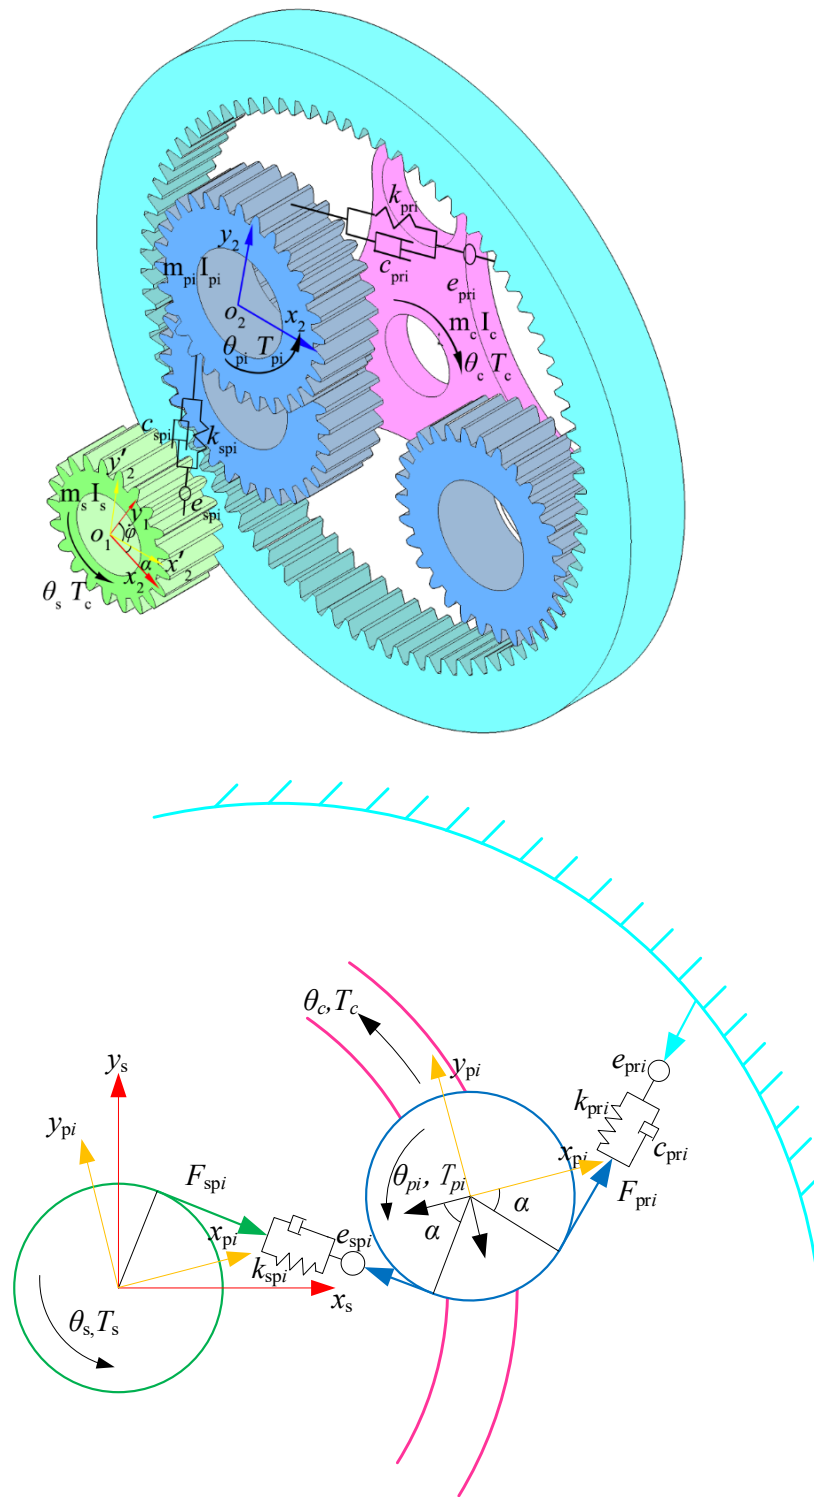 k_pri
y_2
c_pri
m_pi I_pi
e_pri
o_2
x_2
m_c I_c
θ_pi T_pi
θ_c T_c
c_spi
k_spi
y′_2
m_s I_s
e_spi
y_1
o_1
φ
α
x′_2
x_2
θ_s T_c
θ_c,T_c
y_s
y_pi
e_pri
y_pi
k_pri
c_pri
x_pi
F_spi
θ_pi, T_pi
F_pri
α
α
x_pi
e_spi
k_spi
x_s
θ_s,T_s